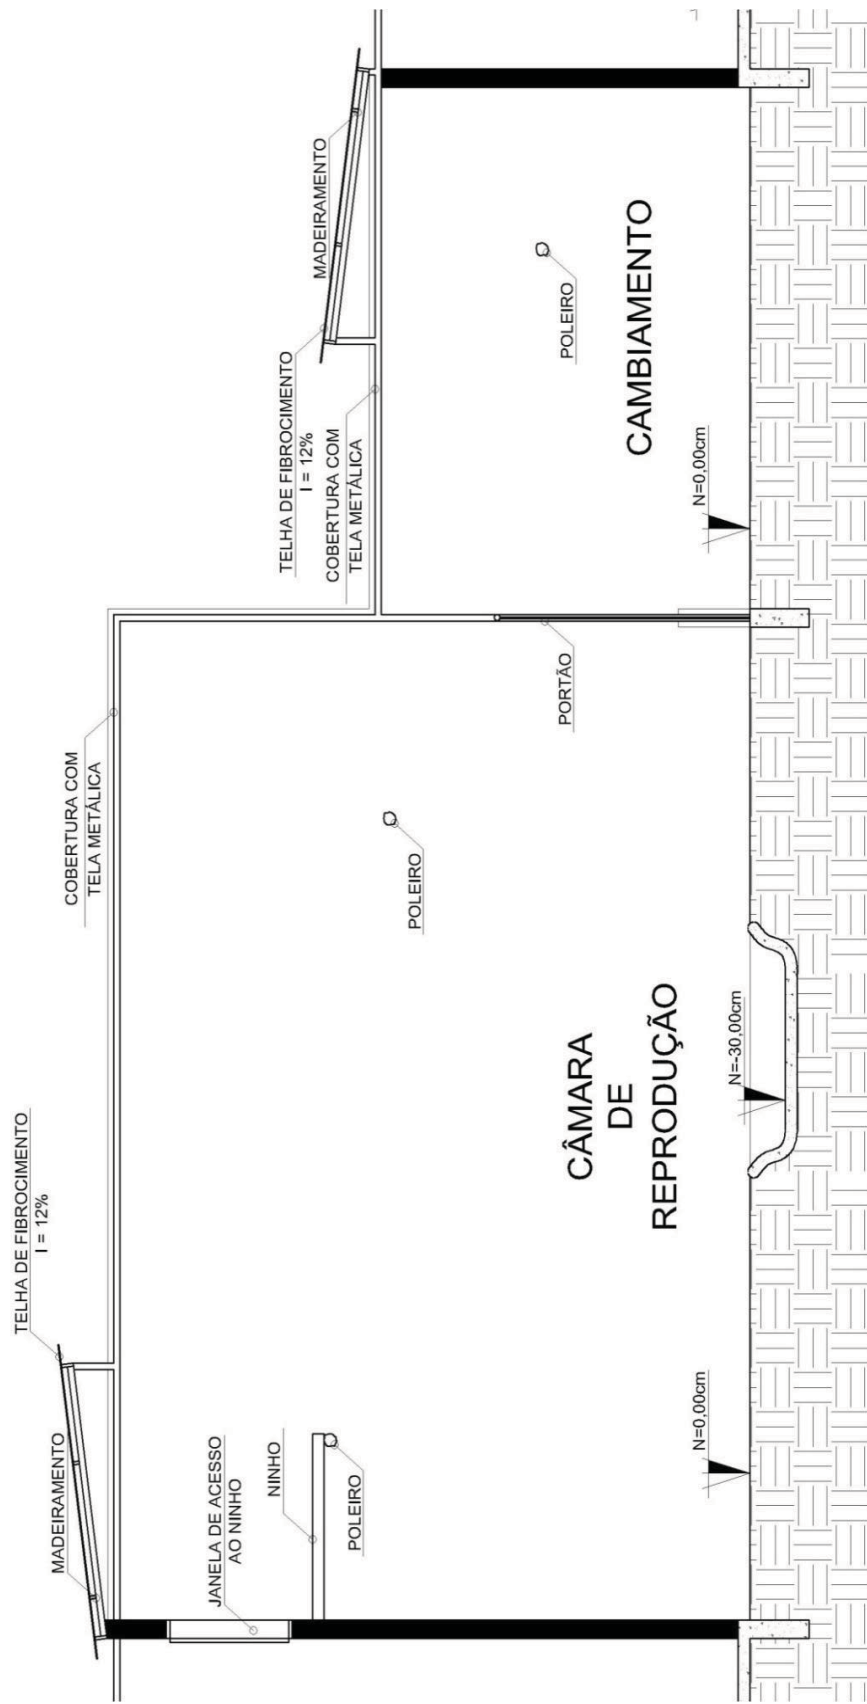 TELHA DE FIBROCIMENTO
I = 12%
MADEIRAMENTO
COBERTURA COM
TELA METÁLICA
TELHA DE FIBROCIMENTO
I = 12%
MADEIRAMENTO
COBERTURA COM
TELA METÁLICA
JANELA DE ACESSO
AO NINHO
NINHO
POLEIRO
POLEIRO
PORTÃO
POLEIRO
CÂMARA
DE
REPRODUÇÃO
CAMBIAMENTO
N=0,00cm
N=-30,00cm
N=0,00cm